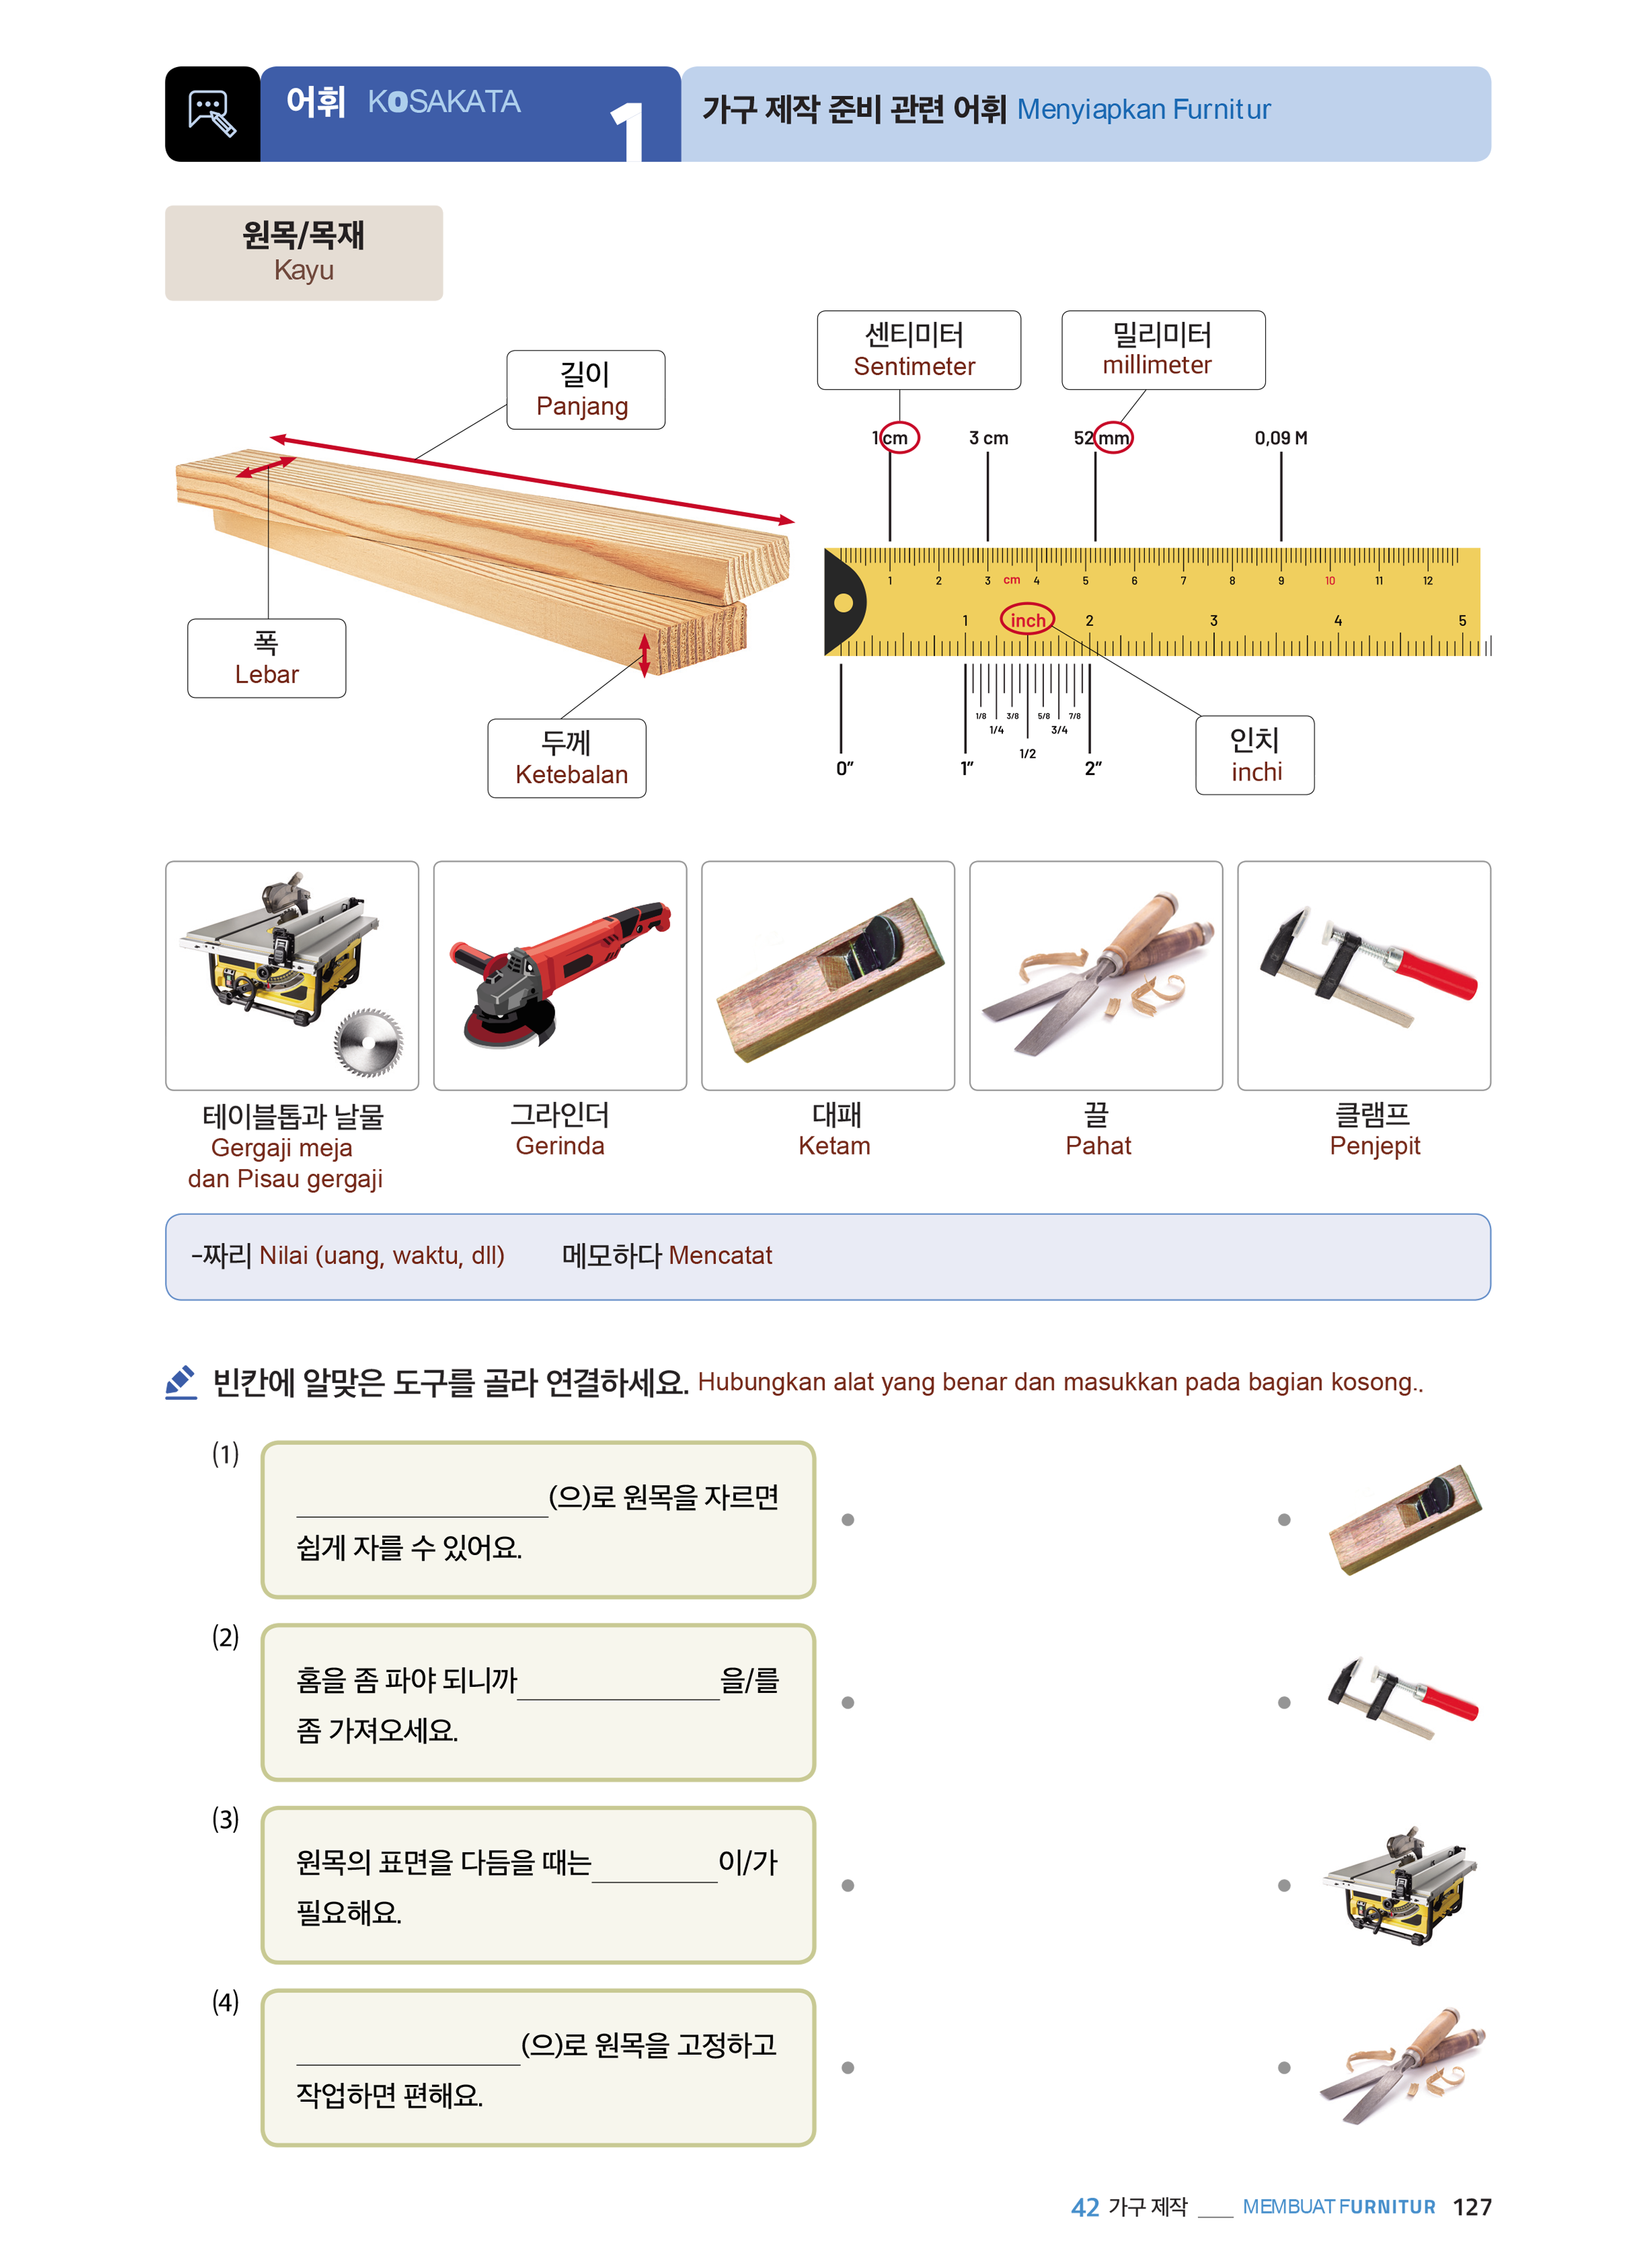 어휘 KOSAKATA 1 가구 제작 준비 관련 어휘 Menyiapkan Furnitur
원목/목재
Kayu
길이
Panjang
폭
Lebar
두께
Ketebalan
센티미터
Sentimeter
밀리미터
millimeter
1 cm 3 cm 52 mm 0,09 M
1 2 3 cm 4 5 6 7 8 9 10 11 12
1 inch 2 3 4 5
1/8 3/8 5/8 7/8
1/4 3/4
1/2
0” 1” 2”
인치
inchi
테이블톱과 날물
Gergaji meja
dan Pisau gergaji
그라인더
Gerinda
대패
Ketam
끌
Pahat
클램프
Penjepit
-짜리 Nilai (uang, waktu, dll) 메모하다 Mencatat
빈칸에 알맞은 도구를 골라 연결하세요. Hubungkan alat yang benar dan masukkan pada bagian kosong..
(1)
____________(으)로 원목을 자르면
쉽게 자를 수 있어요.
(2)
홈을 좀 파야 되니까__________을/를
좀 가져오세요.
(3)
원목의 표면을 다듬을 때는______이/가
필요해요.
(4)
___________(으)로 원목을 고정하고
작업하면 편해요.
42 가구 제작 ___ MEMBUAT FURNITUR 127